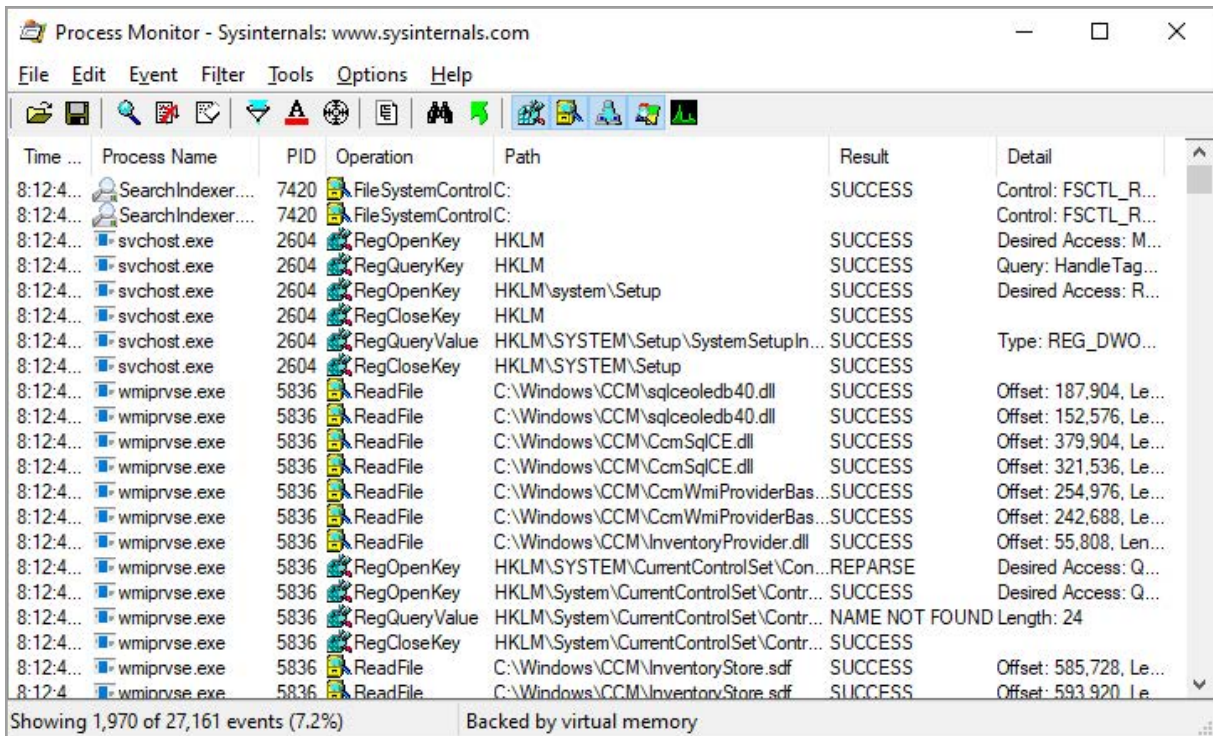 Process Monitor - Sysinternals: www.sysinternals.com
File Edit Event Filter Tools Options Help
Time ... Process Name PID Operation Path Result Detail
8:12:4... SearchIndexer.... 7420 FileSystemControl C: SUCCESS Control: FSCTL_R...
8:12:4... SearchIndexer.... 7420 FileSystemControl C: Control: FSCTL_R...
8:12:4... svchost.exe 2604 RegOpenKey HKLM SUCCESS Desired Access: M...
8:12:4... svchost.exe 2604 RegQueryKey HKLM SUCCESS Query: HandleTag...
8:12:4... svchost.exe 2604 RegOpenKey HKLM\system\Setup SUCCESS Desired Access: R...
8:12:4... svchost.exe 2604 RegCloseKey HKLM SUCCESS
8:12:4... svchost.exe 2604 RegQueryValue HKLM\SYSTEM\Setup\SystemSetupIn... SUCCESS Type: REG_DWO...
8:12:4... svchost.exe 2604 RegCloseKey HKLM\SYSTEM\Setup SUCCESS
8:12:4... wmiprvse.exe 5836 ReadFile C:\Windows\CCM\sqlceoledb40.dll SUCCESS Offset: 187,904, Le...
8:12:4... wmiprvse.exe 5836 ReadFile C:\Windows\CCM\sqlceoledb40.dll SUCCESS Offset: 152,576, Le...
8:12:4... wmiprvse.exe 5836 ReadFile C:\Windows\CCM\CcmSqlCE.dll SUCCESS Offset: 379,904, Le...
8:12:4... wmiprvse.exe 5836 ReadFile C:\Windows\CCM\CcmSqlCE.dll SUCCESS Offset: 321,536, Le...
8:12:4... wmiprvse.exe 5836 ReadFile C:\Windows\CCM\CcmWmiProviderBas... SUCCESS Offset: 254,976, Le...
8:12:4... wmiprvse.exe 5836 ReadFile C:\Windows\CCM\CcmWmiProviderBas... SUCCESS Offset: 242,688, Le...
8:12:4... wmiprvse.exe 5836 ReadFile C:\Windows\CCM\InventoryProvider.dll SUCCESS Offset: 55,808, Len...
8:12:4... wmiprvse.exe 5836 RegOpenKey HKLM\SYSTEM\CurrentControlSet\Con... REPARSE Desired Access: Q...
8:12:4... wmiprvse.exe 5836 RegOpenKey HKLM\System\CurrentControlSet\Contr... SUCCESS Desired Access: Q...
8:12:4... wmiprvse.exe 5836 RegQueryValue HKLM\System\CurrentControlSet\Contr... NAME NOT FOUND Length: 24
8:12:4... wmiprvse.exe 5836 RegCloseKey HKLM\System\CurrentControlSet\Contr... SUCCESS
8:12:4... wmiprvse.exe 5836 ReadFile C:\Windows\CCM\InventoryStore.sdf SUCCESS Offset: 585,728, Le...
8:12:4... wmiprvse.exe 5836 ReadFile C:\Windows\CCM\InventoryStore.sdf SUCCESS Offset: 593,920, Le...
Showing 1,970 of 27,161 events (7.2%) Backed by virtual memory